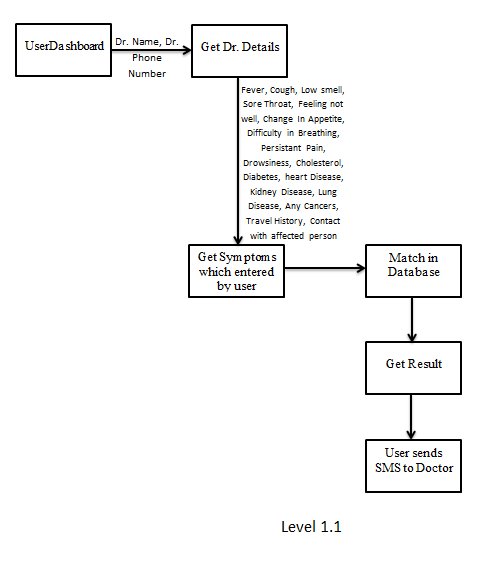 UserDashboard
Dr. Name, Dr.
Phone
Number
Get Dr. Details
Fever, Cough, Low smell,
Sore Throat, Feeling not
well, Change In Appetite,
Difficulty in Breathing,
Persistant Pain,
Drowsiness, Cholesterol,
Diabetes, heart Disease,
Kidney Disease, Lung
Disease, Any Cancers,
Travel History, Contact
with affected person
Get Symptoms
which entered
by user
Match in
Database
Get Result
User sends
SMS to Doctor
Level 1.1